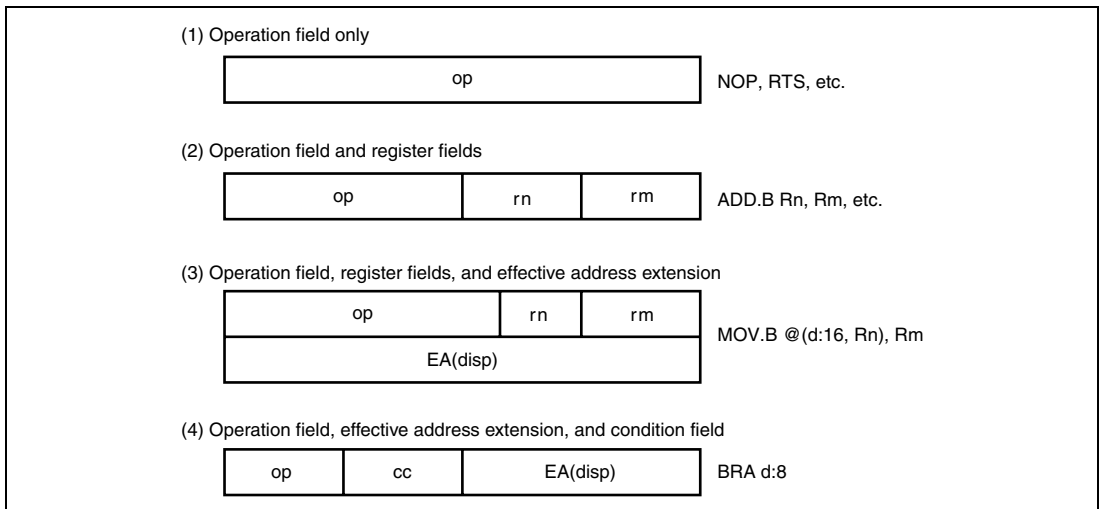 (1) Operation field only
op
NOP, RTS, etc.
(2) Operation field and register fields
op rn rm
ADD.B Rn, Rm, etc.
(3) Operation field, register fields, and effective address extension
op rn rm
MOV.B @(d:16, Rn), Rm
EA(disp)
(4) Operation field, effective address extension, and condition field
op cc EA(disp)
BRA d:8